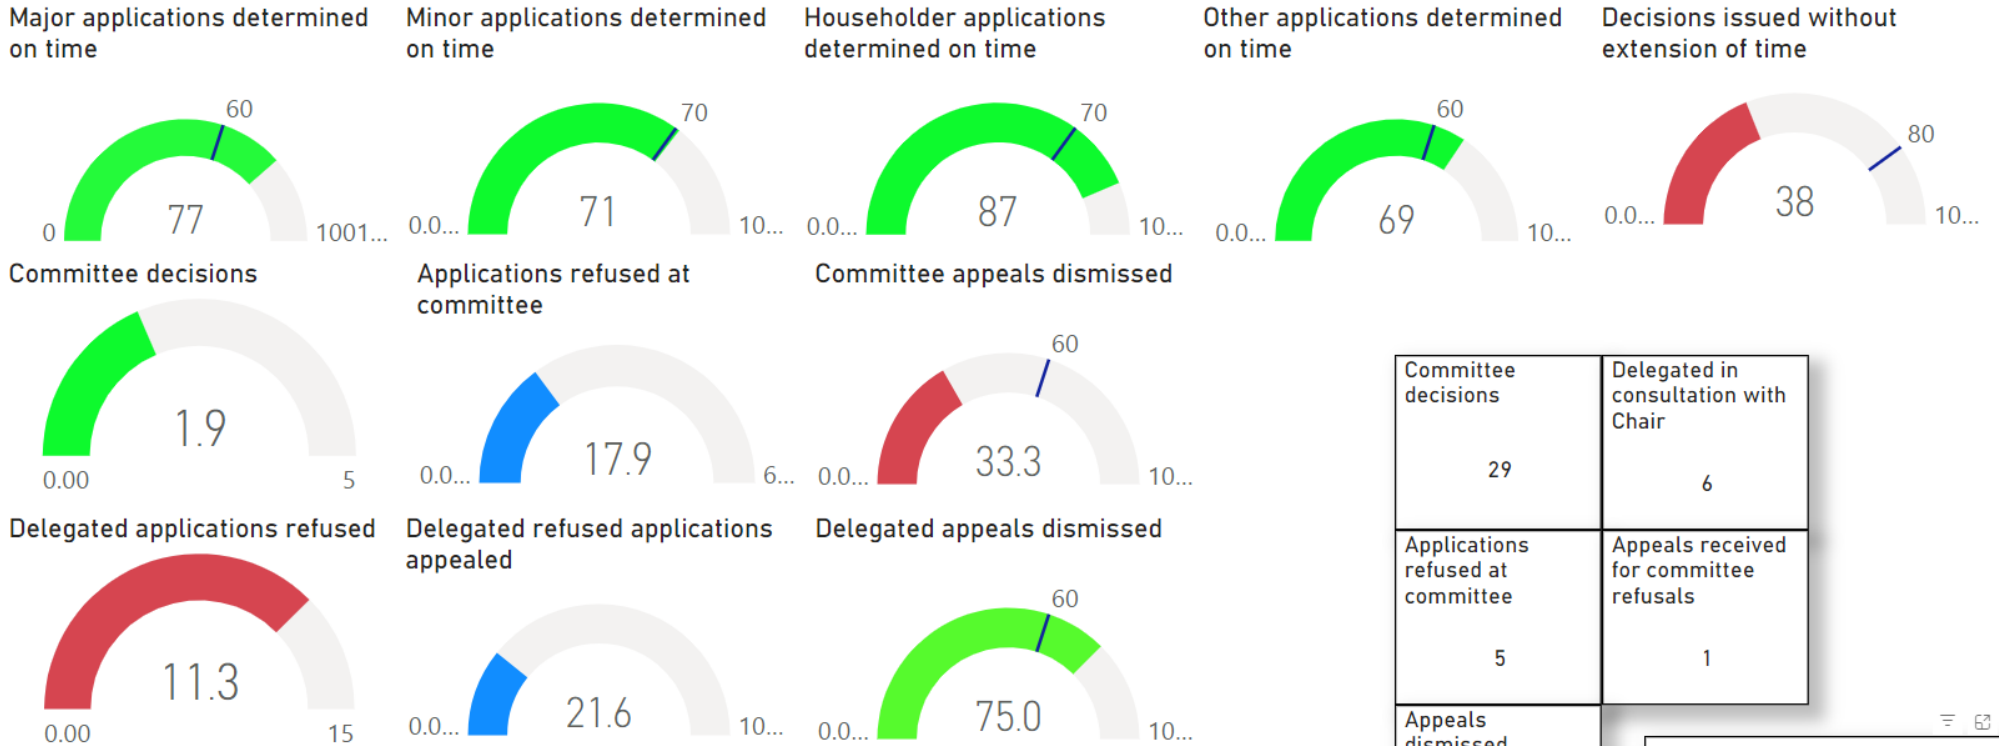 Major applications determined
on time
60
77
0
1001...
Minor applications determined
on time
70
71
0.0...
10...
Householder applications
determined on time
70
87
0.0...
10...
Other applications determined
on time
60
69
0.0...
10...
Decisions issued without
extension of time
80
38
0.0...
10...
Committee decisions
1.9
0.00
5
Applications refused at
committee
17.9
0.0...
6...
Committee appeals dismissed
60
33.3
0.0...
10...
Delegated applications refused
11.3
0.00
15
Delegated refused applications
appealed
21.6
0.0...
10...
Delegated appeals dismissed
60
75.0
0.0...
10...
Committee
decisions
29
Delegated in
consultation with
Chair
6
Applications
refused at
committee
5
Appeals received
for committee
refusals
1
Appeals
dismissed